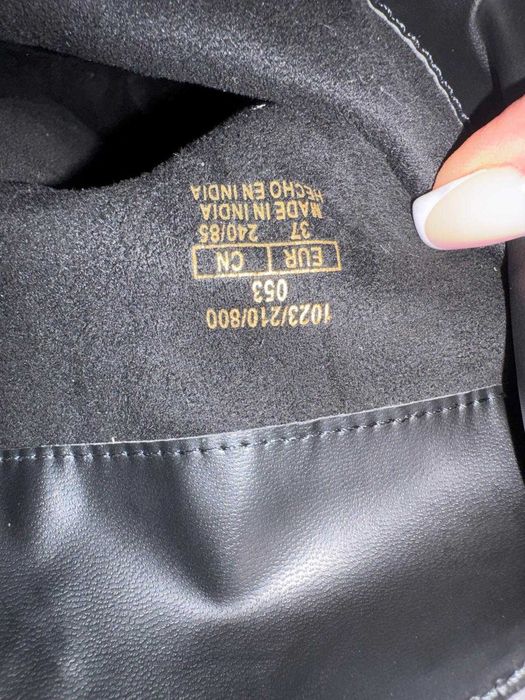 1023/210/800
053
EUR CN
37 240/85
MADE IN INDIA
HECHO EN INDIA